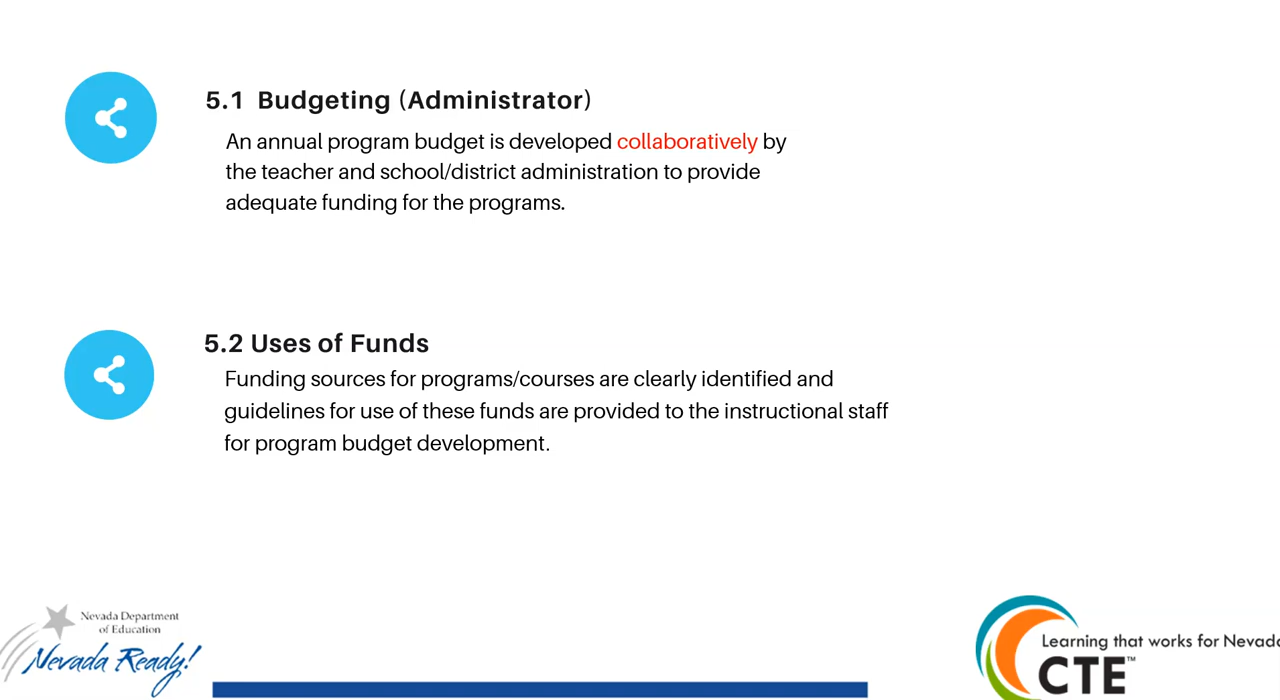 5.1 Budgeting (Administrator)
An annual program budget is developed collaboratively by
the teacher and school/district administration to provide
adequate funding for the programs.
5.2 Uses of Funds
Funding sources for programs/courses are clearly identified and
guidelines for use of these funds are provided to the instructional staff
for program budget development.
Nevada Department
of Education
Nevada Ready!
Learning that works for Nevada
CTE™